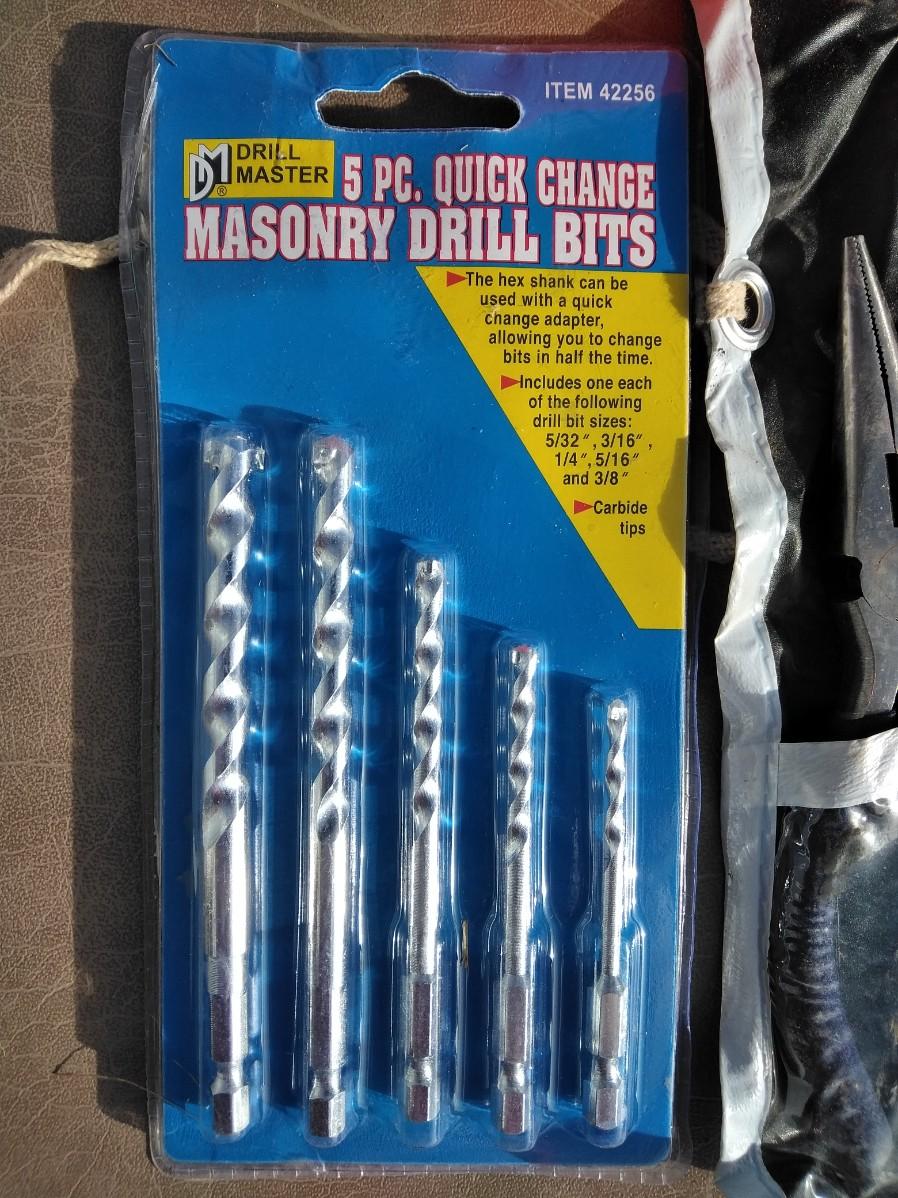 ITEM 42256
DM®
DRILL
MASTER
5 PC. QUICK CHANGE
MASONRY DRILL BITS
The hex shank can be
used with a quick
change adapter,
allowing you to change
bits in half the time.
Includes one each
of the following
drill bit sizes:
5/32″, 3/16″,
1/4″, 5/16″
and 3/8″
Carbide
tips